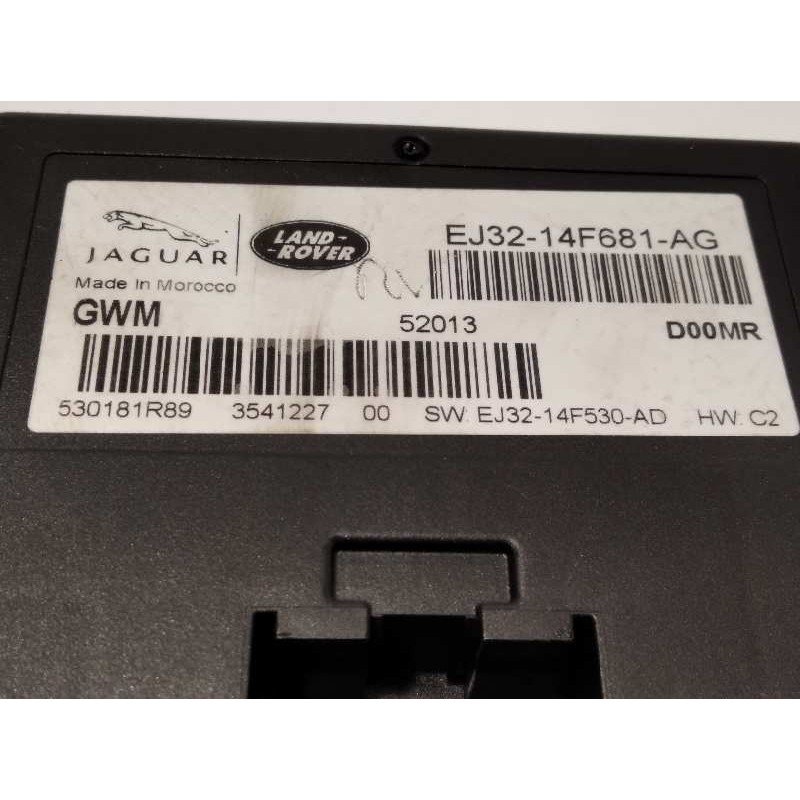 JAGUAR
LAND-
-ROVER
EJ32-14F681-AG
Made In Morocco
GWM
52013
D00MR
530181R89 3541227 00 SW: EJ32-14F530-AD HW: C2